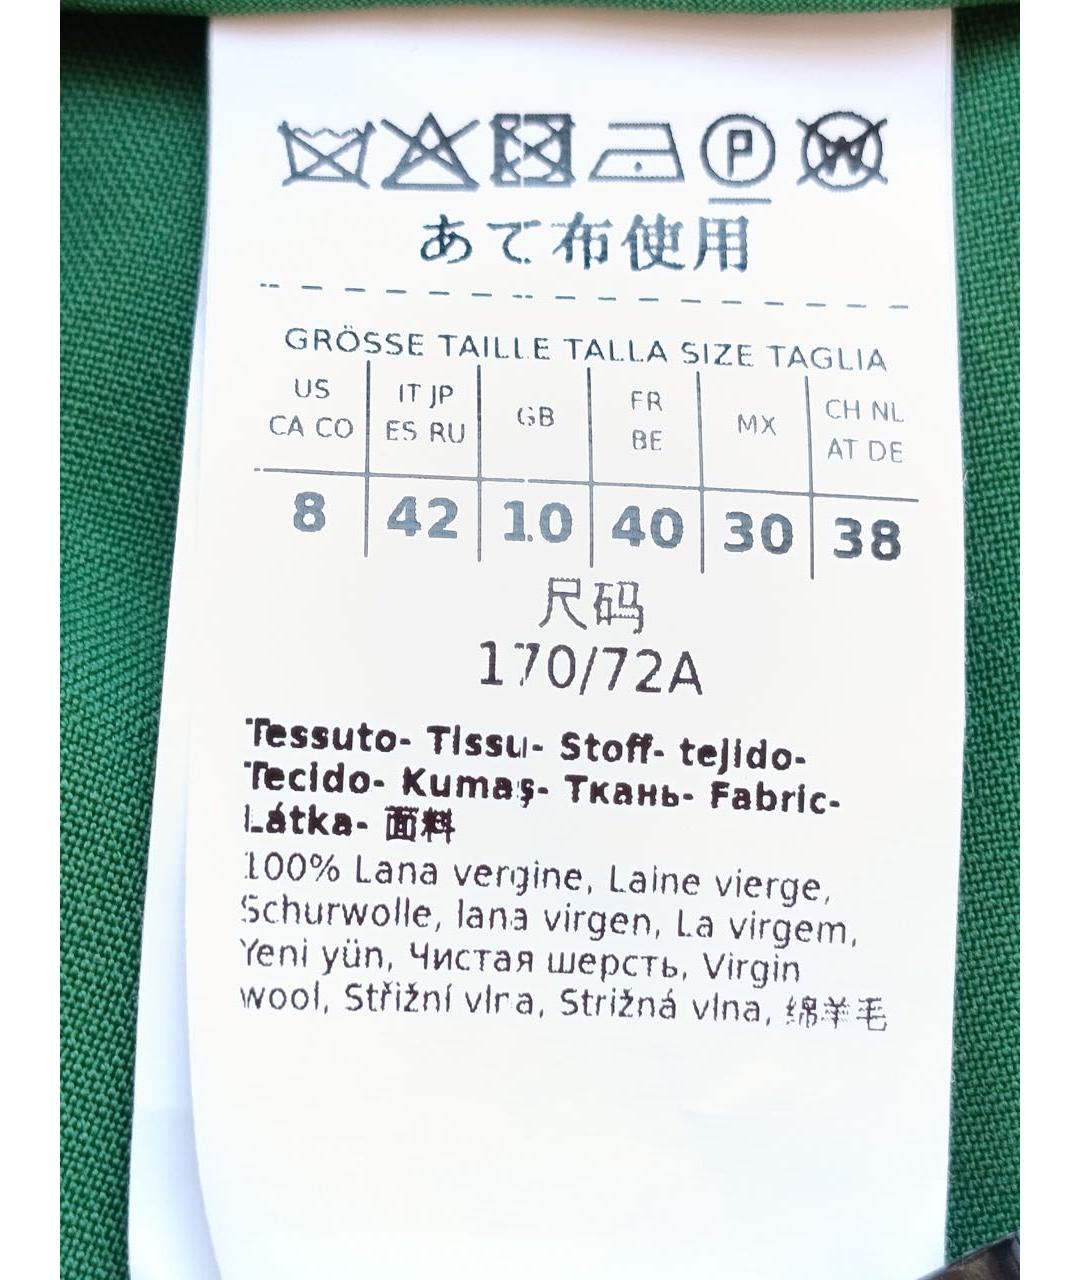 P W
あて布使用
GRÖSSE TAILLE TALLA SIZE TAGLIA
US CA CO | IT JP ES RU | GB | FR BE | MX | CH NL AT DE
8 | 42 | 10 | 40 | 30 | 38
尺码
170/72A
Tessuto- Tissu- Stoff- tejido-
Tecido- Kumaş- Ткань- Fabric-
Látka- 面料
100% Lana vergine, Laine vierge,
Schurwolle, lana virgen, La virgem,
Yeni yün, Чистая шерсть, Virgin
wool, Střižní vlna, Strižná vlna, 绵羊毛